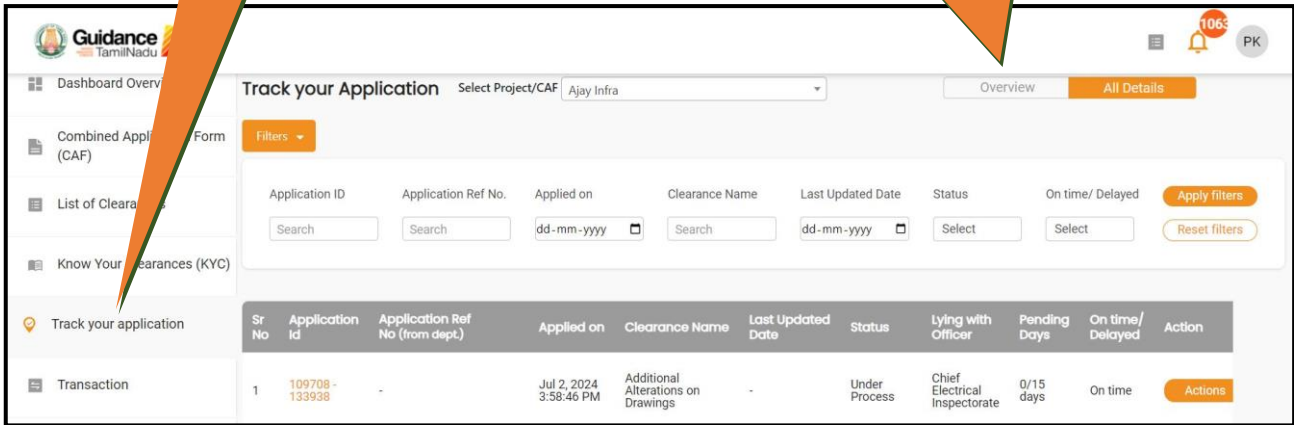 Guidance
TamilNadu
1063
PK
Dashboard
Track your Application
Select Project/CAF
Ajay Infra
Overview
All Details
Combined Form
(CAF)
Filters
List of
Application ID
Application Ref No.
Applied on
Clearance Name
Last Updated Date
Status
On time/ Delayed
Apply filters
Search
Search
dd-mm-yyyy
Search
dd-mm-yyyy
Select
Select
Reset filters
Know Your (KYC)
Track your application
Sr No
Application Id
Application Ref No (from dept.)
Applied on
Clearance Name
Last Updated Date
Status
Lying with Officer
Pending Days
On time/ Delayed
Action
Transaction
1
109708 - 133938
-
Jul 2, 2024 3:58:46 PM
Additional Alterations on Drawings
-
Under Process
Chief Electrical Inspectorate
0/15 days
On time
Actions